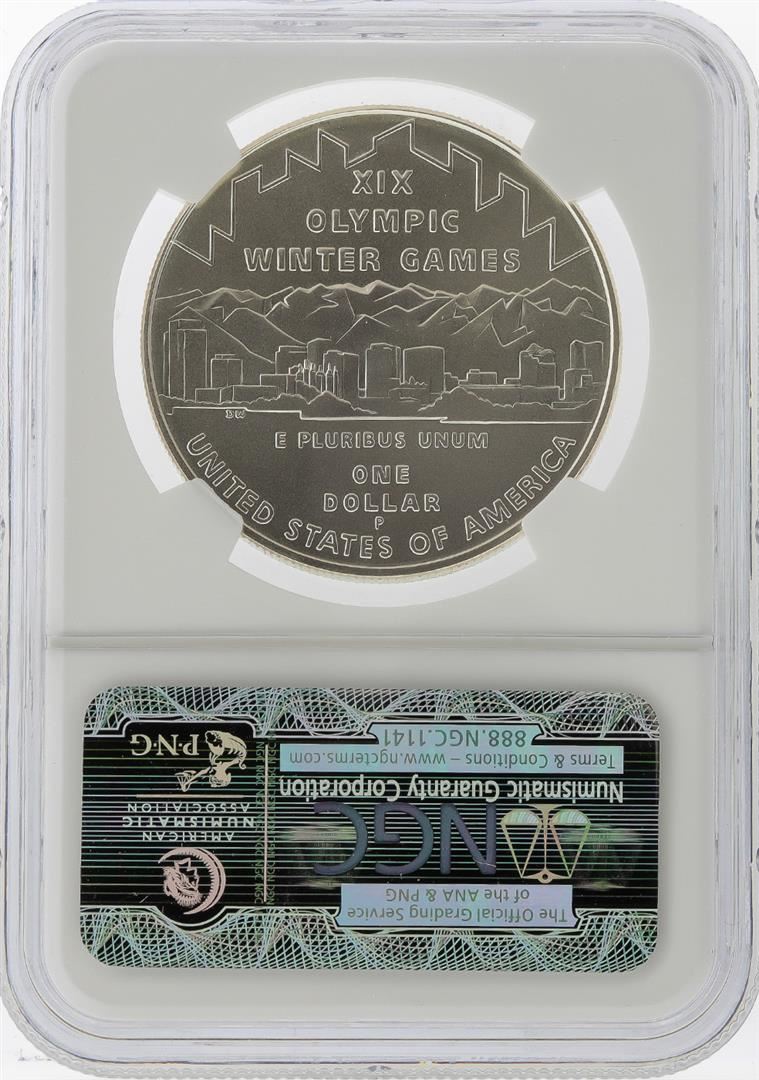 XIX
OLYMPIC
WINTER GAMES
DW
E PLURIBUS UNUM
ONE
DOLLAR
P
UNITED STATES OF AMERICA
The Official Grading Service
of the ANA & PNG
NGC
Numismatic Guaranty Corporation
Terms & Conditions – www.ngcterms.com
888.NGC.1141
AMERICAN
NUMISMATIC
ASSOCIATION
P·N·G